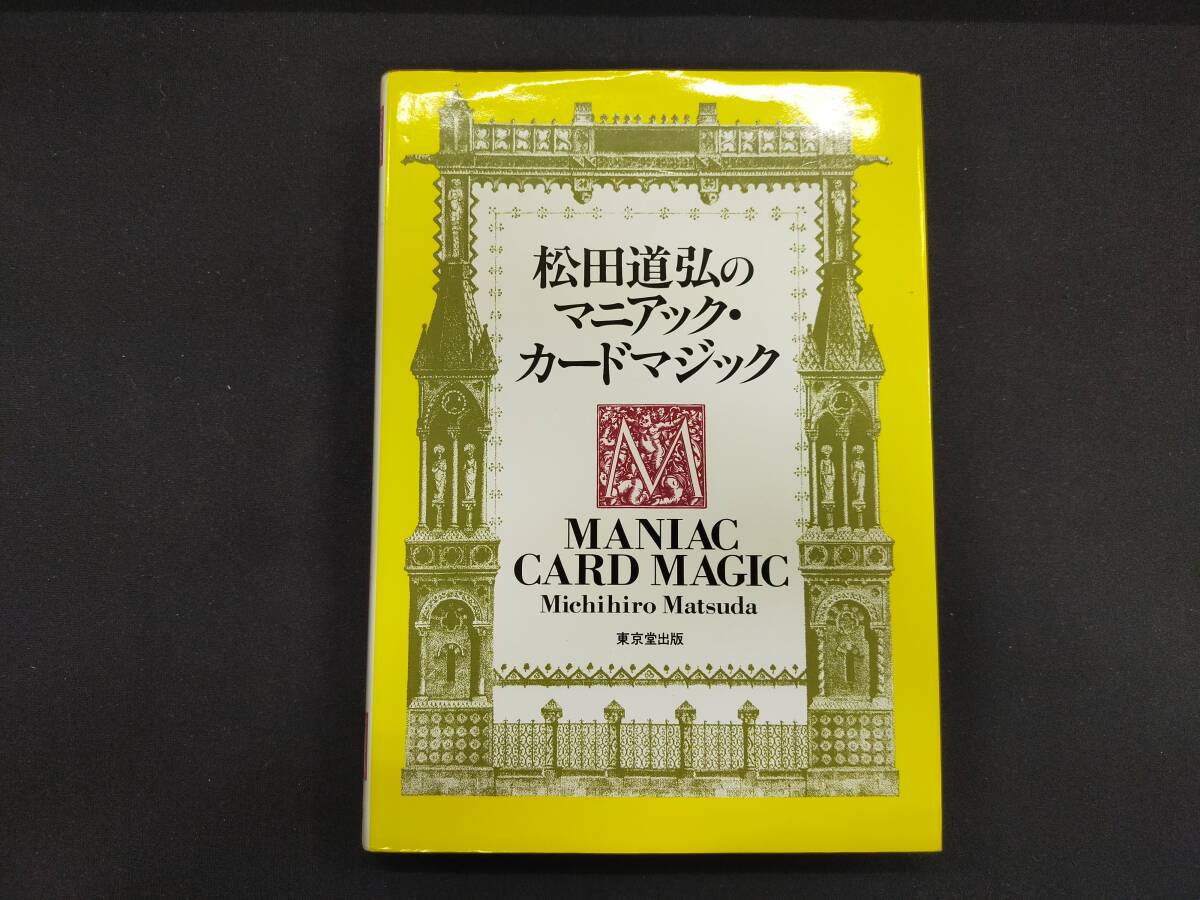 松田道弘の
マニアック・
カードマジック
M
MANIAC
CARD MAGIC
Michihiro Matsuda
東京堂出版